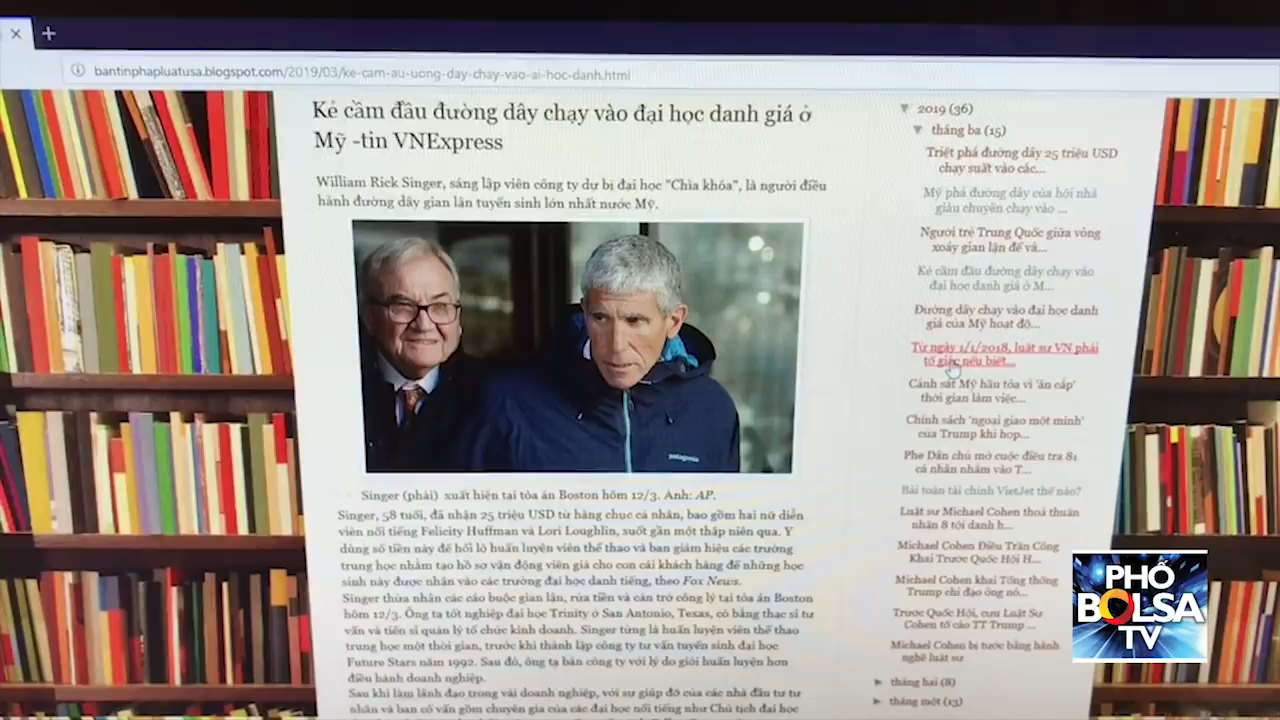 bantinphapluatusa.blogspot.com/2019/03/ke-cam-au-uong-day-chay-vao-ai-hoc-danh.html
Kẻ cầm đầu đường dây chạy vào đại học danh giá ở
Mỹ -tin VNExpress
William Rick Singer, sáng lập viên công ty dự bị đại học "Chìa khóa", là người điều
hành đường dây gian lận tuyển sinh lớn nhất nước Mỹ.
patagonia
Singer (phải) xuất hiện tại tòa án Boston hôm 12/3. Ảnh: AP.
Singer, 58 tuổi, đã nhận 25 triệu USD từ hàng chục cá nhân, bao gồm hai nữ diễn
viên nổi tiếng Felicity Huffman và Lori Loughlin, suốt gần một thập niên qua. Y
dùng số tiền này để hối lộ huấn luyện viên thể thao và ban giám hiệu các trường
trung học nhằm tạo hồ sơ vận động viên giả cho con cái khách hàng để những học
sinh này được nhận vào các trường đại học danh tiếng, theo Fox News.
Singer thừa nhận các cáo buộc gian lận, rửa tiền và cản trở công lý tại tòa án Boston
hôm 12/3. Ông ta tốt nghiệp đại học Trinity ở San Antonio, Texas, có bằng thạc sĩ tư
vấn và tiến sĩ quản lý tổ chức kinh doanh. Singer từng là huấn luyện viên thể thao
trung học một thời gian, trước khi thành lập công ty tư vấn tuyển sinh đại học
Future Stars năm 1992. Sau đó, ông ta bán công ty với lý do giỏi huấn luyện hơn
điều hành doanh nghiệp.
Sau khi làm lãnh đạo trong vài doanh nghiệp, với sự giúp đỡ của các nhà đầu tư tư
nhân và ban cố vấn gồm chuyên gia của các đại học nổi tiếng như Chủ tịch đại học
2019 (36)
tháng ba (15)
Triệt phá đường dây 25 triệu USD
chạy suất vào các...
Mỹ phá đường dây của hội nhà
giàu chuyên chạy vào ...
Người trẻ Trung Quốc giữa vòng
xoáy gian lận để và...
Kẻ cầm đầu đường dây chạy vào
đại học danh giá ở M...
Đường dây chạy vào đại học danh
giá của Mỹ hoạt độ...
Từ ngày 1/1/2018, luật sư VN phải
tố giác nếu biết...
Cảnh sát Mỹ hầu tòa vì 'ăn cắp'
thời gian làm việc...
Chính sách 'ngoại giao một mình'
của Trump khi họp...
Phe Dân chủ mở cuộc điều tra 81
cá nhân nhắm vào T...
Bài toán tài chính VietJet thế nào?
Luật sư Michael Cohen thoả thuận
nhận 8 tội danh h...
Michael Cohen Điều Trần Công
Khai Trước Quốc Hội H...
Michael Cohen khai Tổng thống
Trump chỉ đạo ông nó...
Trước Quốc Hội, cựu Luật Sư
Cohen tố cáo TT Trump ...
Michael Cohen bị tước bằng hành
nghề luật sư
tháng hai (8)
tháng một (13)
PHỐ
BOLSA
TV